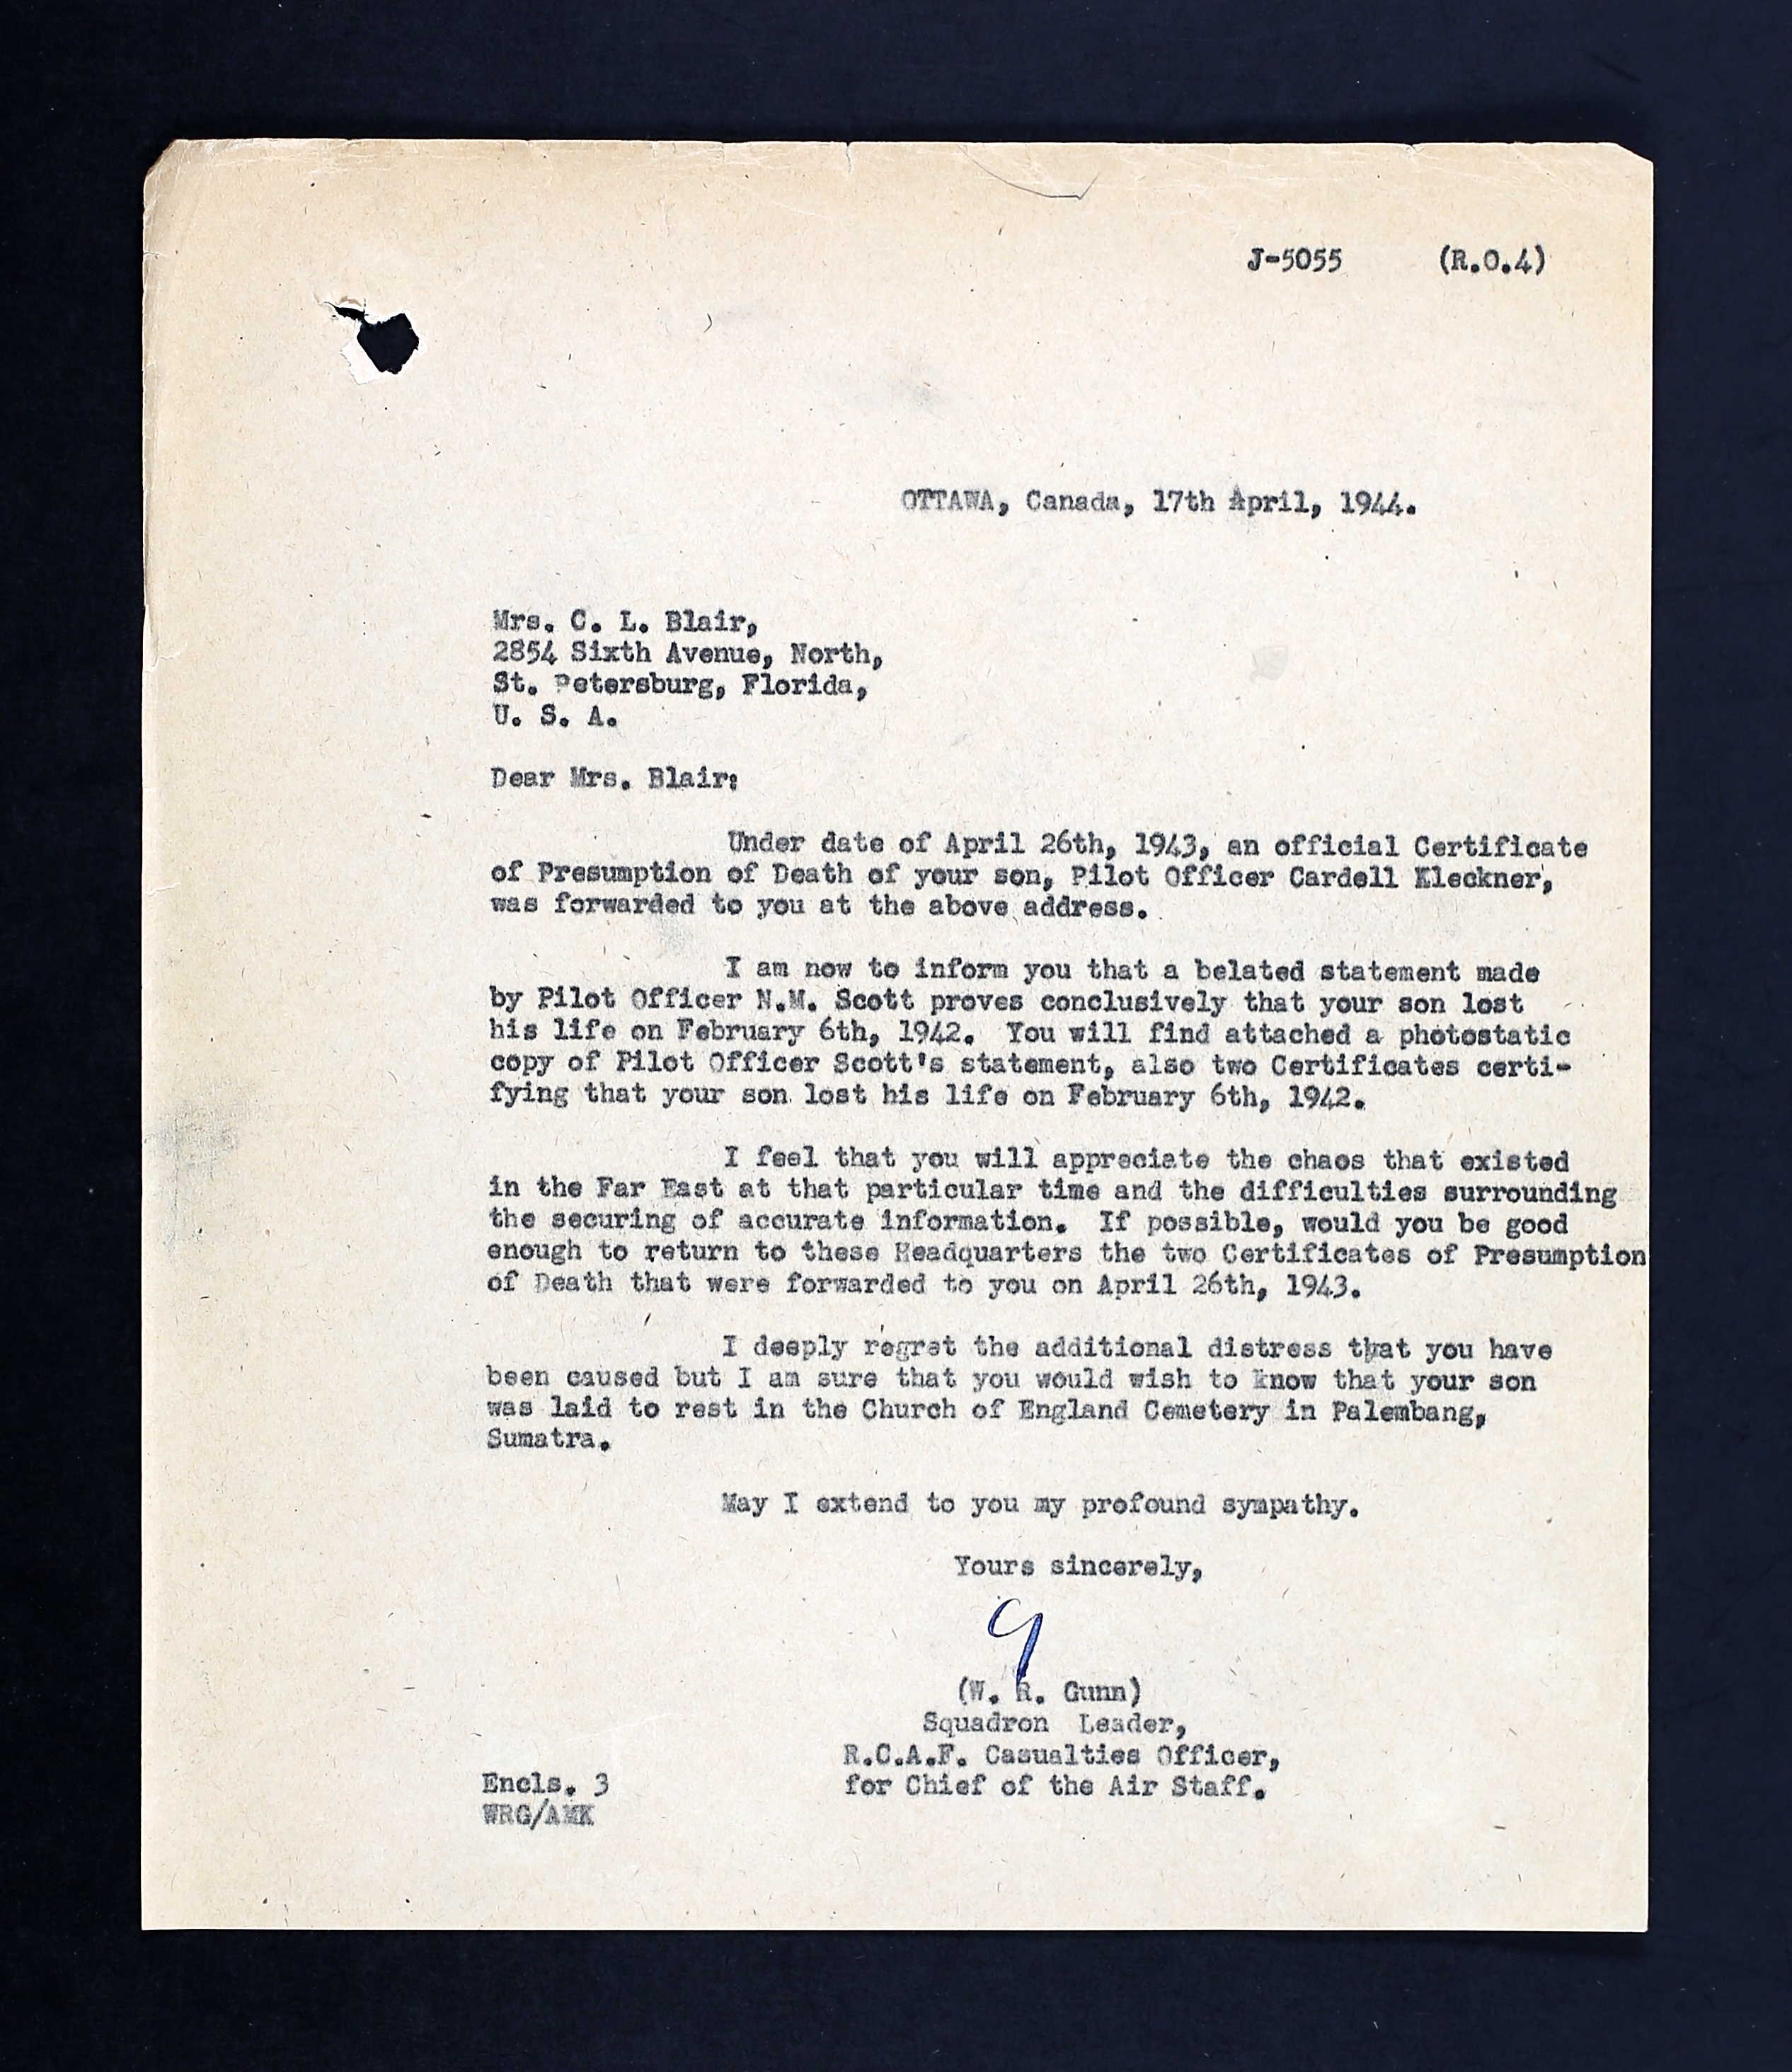 J-5055 (R.O.4)
OTTAWA, Canada, 17th April, 1944.
Mrs. C. L. Blair,
2854 Sixth Avenue, North,
St. Petersburg, Florida,
U. S. A.
Dear Mrs. Blair:
Under date of April 26th, 1943, an official Certificate
of Presumption of Death of your son, Pilot Officer Cardell Kleckner,
was forwarded to you at the above address.
I am now to inform you that a belated statement made
by Pilot Officer N.M. Scott proves conclusively that your son lost
his life on February 6th, 1942. You will find attached a photostatic
copy of Pilot Officer Scott's statement, also two Certificates certi-
fying that your son lost his life on February 6th, 1942.
I feel that you will appreciate the chaos that existed
in the Far East at that particular time and the difficulties surrounding
the securing of accurate information. If possible, would you be good
enough to return to these Headquarters the two Certificates of Presumption
of Death that were forwarded to you on April 26th, 1943.
I deeply regret the additional distress that you have
been caused but I am sure that you would wish to know that your son
was laid to rest in the Church of England Cemetery in Palembang,
Sumatra.
May I extend to you my profound sympathy.
Yours sincerely,
(W. R. Gunn)
Squadron Leader,
R.C.A.F. Casualties Officer,
for Chief of the Air Staff.
Encls. 3
WRG/AMK